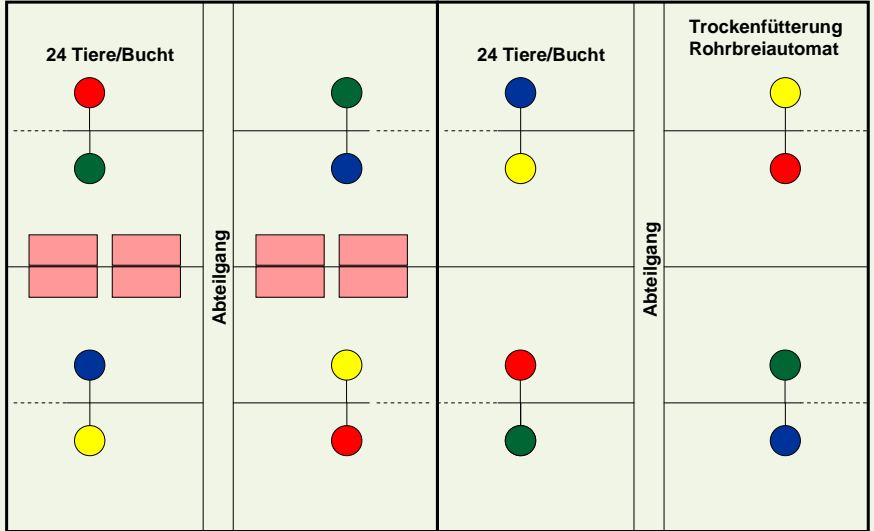 24 Tiere/Bucht
24 Tiere/Bucht
Trockenfütterung
Rohrbreiautomat
Abteilgang
Abteilgang